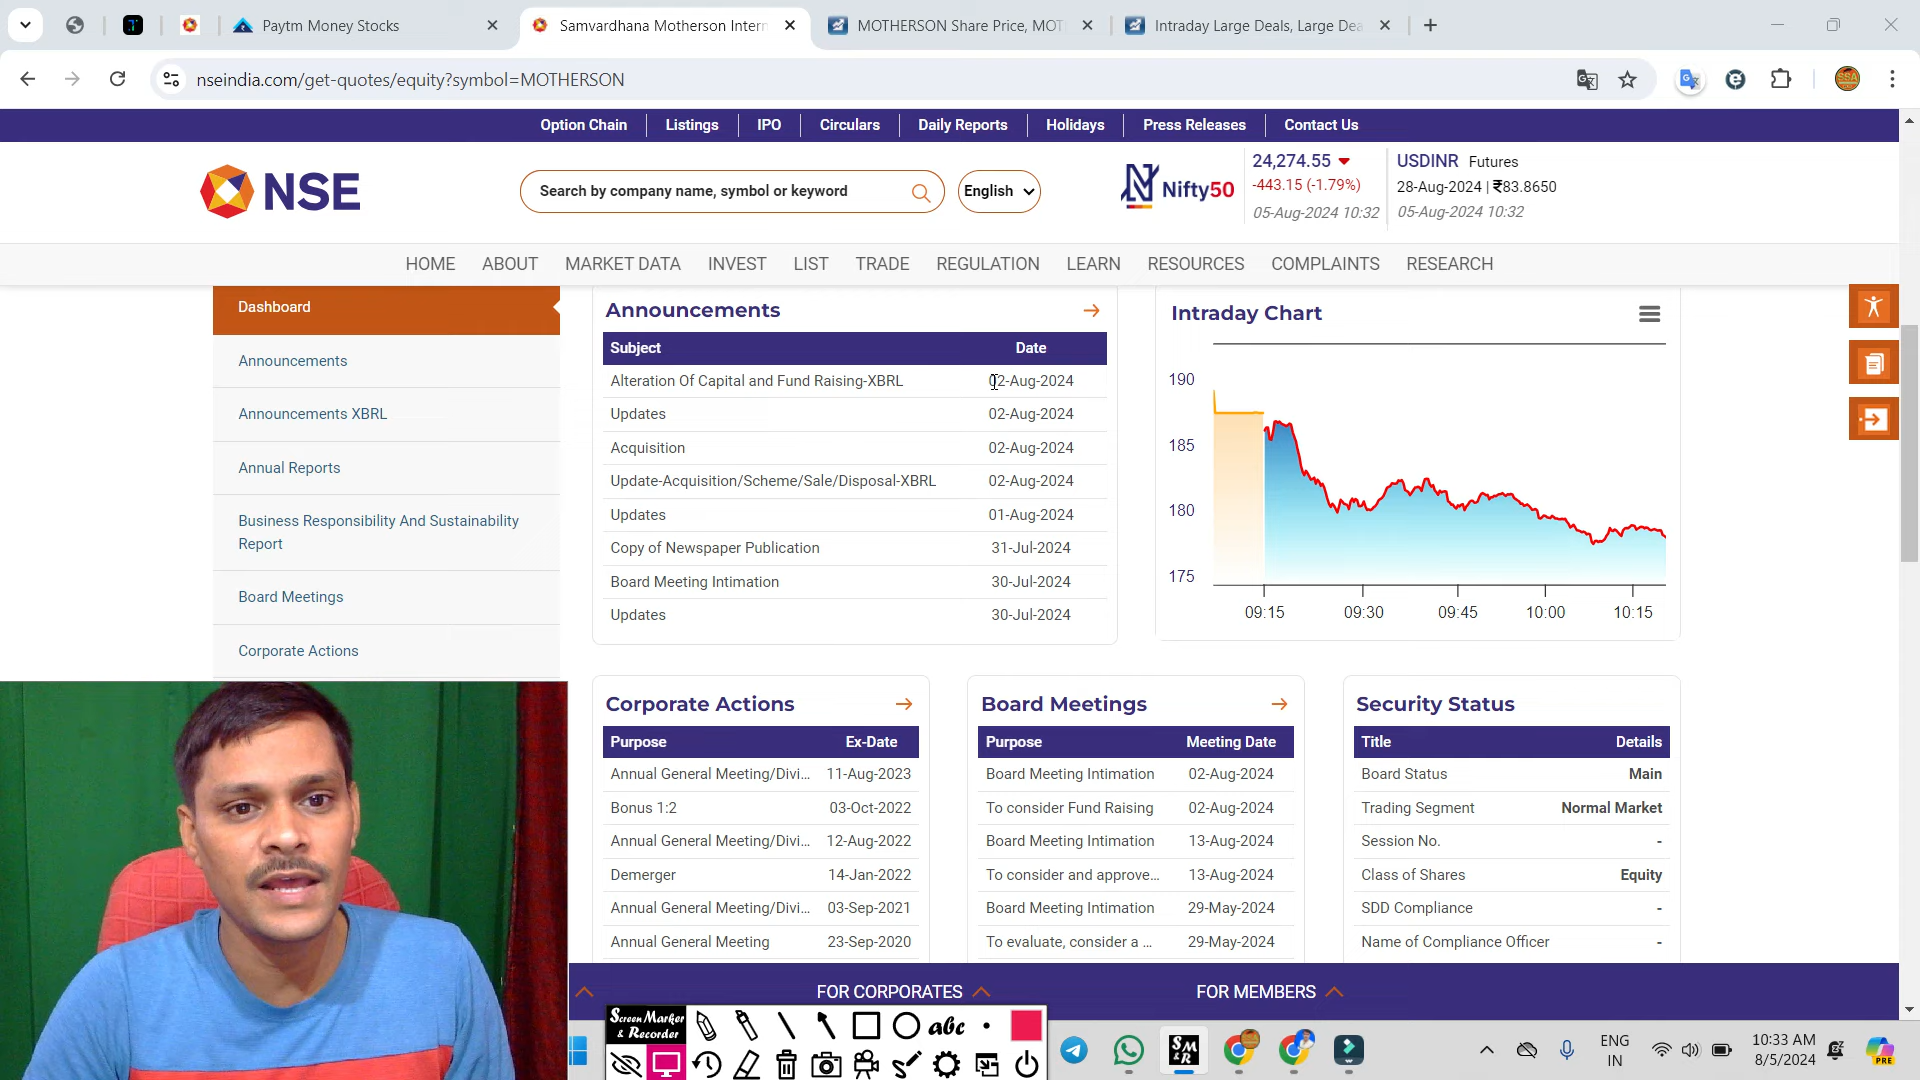 Paytm Money Stocks
Samvardhana Motherson Intern
MOTHERSON Share Price, MOT
Intraday Large Deals, Large Dea
nseindia.com/get-quotes/equity?symbol=MOTHERSON
SSA
Option Chain
Listings
IPO
Circulars
Daily Reports
Holidays
Press Releases
Contact Us
NSE
Search by company name, symbol or keyword
English
Nifty50
24,274.55
-443.15 (-1.79%)
05-Aug-2024 10:32
USDINR Futures
28-Aug-2024 | ₹83.8650
05-Aug-2024 10:32
HOME
ABOUT
MARKET DATA
INVEST
LIST
TRADE
REGULATION
LEARN
RESOURCES
COMPLAINTS
RESEARCH
Dashboard
Announcements
Announcements XBRL
Annual Reports
Business Responsibility And Sustainability
Report
Board Meetings
Corporate Actions
Announcements
Subject Date
Alteration Of Capital and Fund Raising-XBRL 02-Aug-2024
Updates 02-Aug-2024
Acquisition 02-Aug-2024
Update-Acquisition/Scheme/Sale/Disposal-XBRL 02-Aug-2024
Updates 01-Aug-2024
Copy of Newspaper Publication 31-Jul-2024
Board Meeting Intimation 30-Jul-2024
Updates 30-Jul-2024
Intraday Chart
190
185
180
175
09:15 09:30 09:45 10:00 10:15
Corporate Actions
Purpose Ex-Date
Annual General Meeting/Divi... 11-Aug-2023
Bonus 1:2 03-Oct-2022
Annual General Meeting/Divi... 12-Aug-2022
Demerger 14-Jan-2022
Annual General Meeting/Divi... 03-Sep-2021
Annual General Meeting 23-Sep-2020
Board Meetings
Purpose Meeting Date
Board Meeting Intimation 02-Aug-2024
To consider Fund Raising 02-Aug-2024
Board Meeting Intimation 13-Aug-2024
To consider and approve... 13-Aug-2024
Board Meeting Intimation 29-May-2024
To evaluate, consider a ... 29-May-2024
Security Status
Title Details
Board Status Main
Trading Segment Normal Market
Session No. -
Class of Shares Equity
SDD Compliance -
Name of Compliance Officer -
FOR CORPORATES
FOR MEMBERS
Screen Marker
& Recorder
abc
SM
&R
ENG
IN
10:33 AM
8/5/2024
PRE